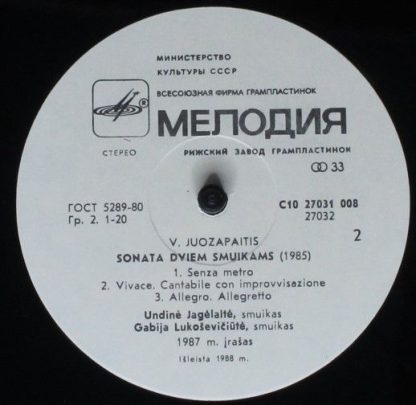 МИНИСТЕРСТВО
КУЛЬТУРЫ СССР
ВСЕСОЮЗНАЯ ФИРМА ГРАМПЛАСТИНОК
® МЕЛОДИЯ
СТЕРЕО РИЖСКИЙ ЗАВОД ГРАМПЛАСТИНОК
33
ГОСТ 5289-80 С10 27031 008
Гр. 2. 1-20 27032
2
V. JUOZAPAITIS
SONATA DVIEM SMUIKAMS (1985)
1. Senza metro
2. Vivace. Cantabile con improvvisazione
3. Allegro. Allegretto
Undinė Jagėlaitė, smuikas
Gabija Lukoševičiūtė, smuikas
1987 m. įrašas
Išleista 1988 m.